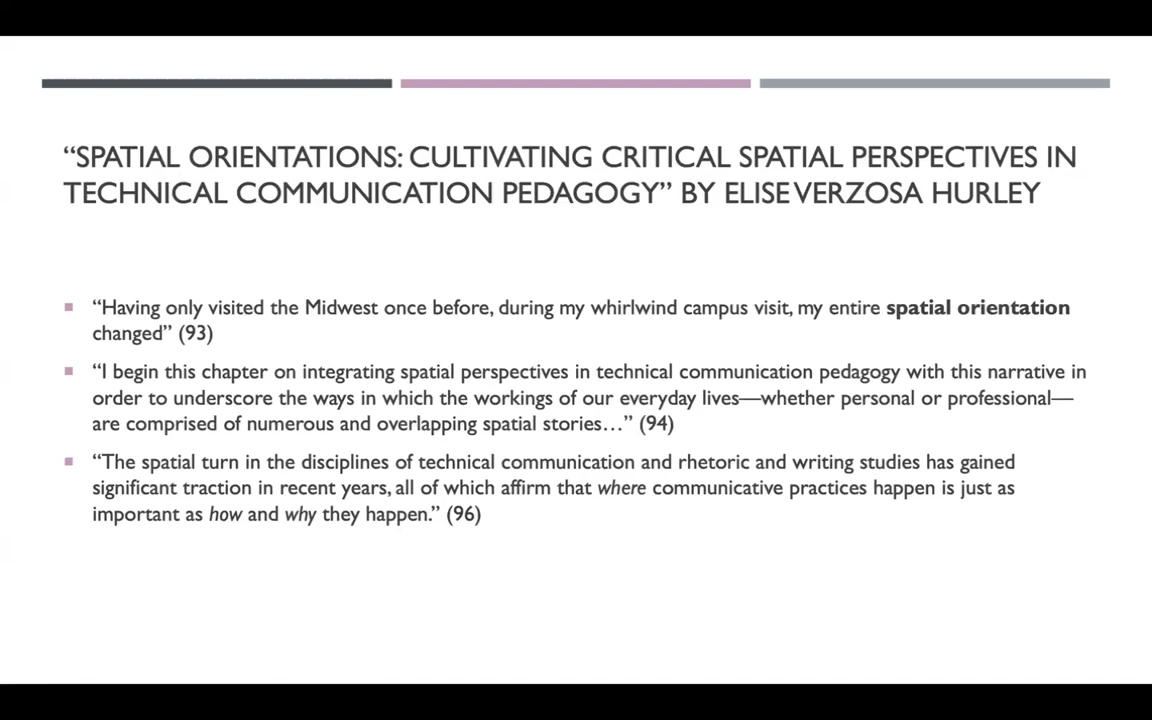 “SPATIAL ORIENTATIONS: CULTIVATING CRITICAL SPATIAL PERSPECTIVES IN
TECHNICAL COMMUNICATION PEDAGOGY” BY ELISE VERZOSA HURLEY
“Having only visited the Midwest once before, during my whirlwind campus visit, my entire spatial orientation
changed” (93)
“I begin this chapter on integrating spatial perspectives in technical communication pedagogy with this narrative in
order to underscore the ways in which the workings of our everyday lives—whether personal or professional—
are comprised of numerous and overlapping spatial stories…” (94)
“The spatial turn in the disciplines of technical communication and rhetoric and writing studies has gained
significant traction in recent years, all of which affirm that where communicative practices happen is just as
important as how and why they happen.” (96)